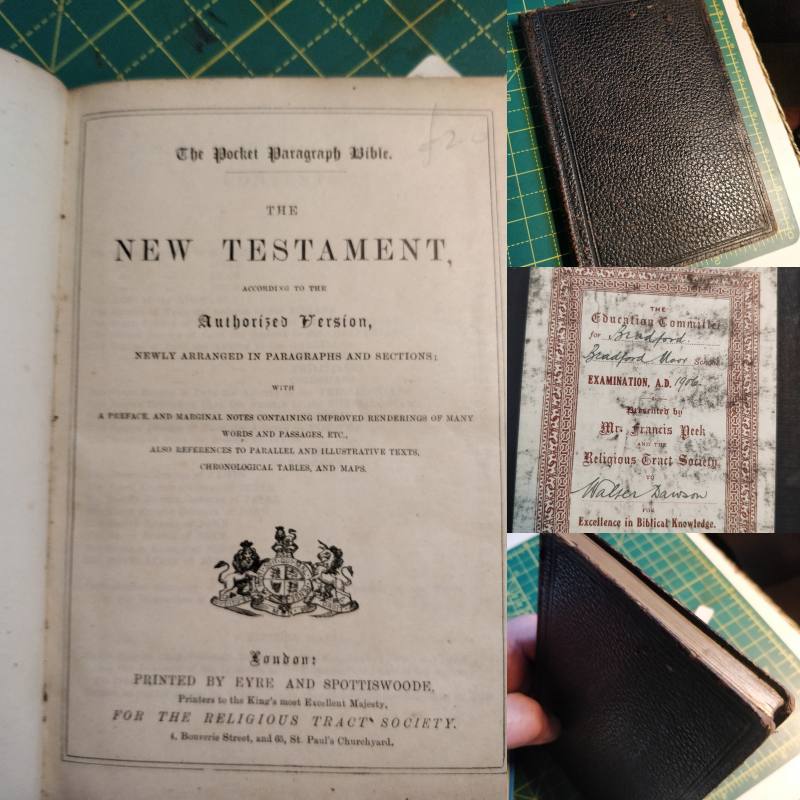 The Pocket Paragraph Bible.
THE
NEW TESTAMENT,
ACCORDING TO THE
Authorized Version,
NEWLY ARRANGED IN PARAGRAPHS AND SECTIONS;
WITH
A PREFACE, AND MARGINAL NOTES CONTAINING IMPROVED RENDERINGS OF MANY
WORDS AND PASSAGES, ETC.,
ALSO REFERENCES TO PARALLEL AND ILLUSTRATIVE TEXTS,
CHRONOLOGICAL TABLES, AND MAPS.
London:
PRINTED BY EYRE AND SPOTTISWOODE,
Printers to the King's most Excellent Majesty,
FOR THE RELIGIOUS TRACT SOCIETY.
4, Bouverie Street, and 65, St. Paul's Churchyard.
THE
Education Committee
for Bradford.
Bradford Moor School
EXAMINATION, A.D. 1906
Presented by
Mr. Francis Peek
AND THE
Religious Tract Society
TO
Walter Dawson
FOR
Excellence in Biblical Knowledge.